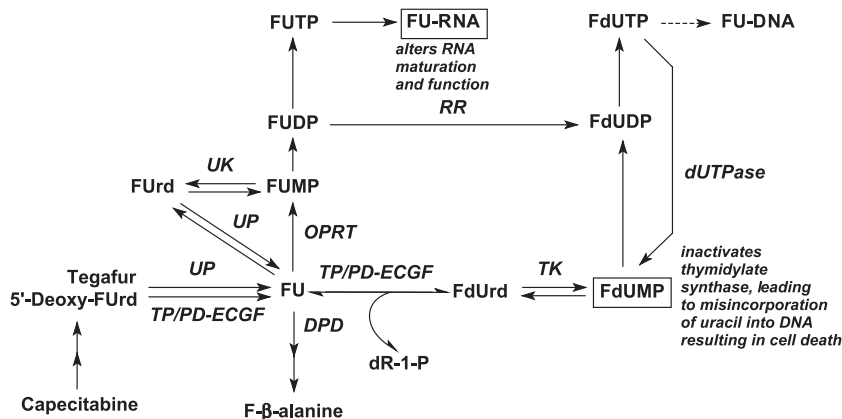 FUTP
FU-RNA
FdUTP
FU-DNA
alters RNA
maturation
and function
RR
FUDP
FdUDP
UK
dUTPase
FUrd
FUMP
UP
OPRT
Tegafur
5'-Deoxy-FUrd
UP
TP/PD-ECGF
FU
TP/PD-ECGF
FdUrd
TK
FdUMP
inactivates
thymidylate
synthase, leading
to misincorporation
of uracil into DNA
resulting in cell death
DPD
dR-1-P
Capecitabine
F-β-alanine